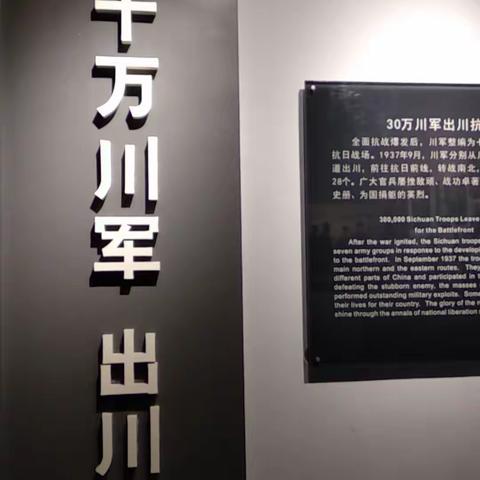 十万川军 出川
30万川军出川抗
全面抗战爆发后，川军整编为
抗日战场。1937年9月，川军分别从
道出川，前往抗日前线，转战南北，
28个。广大官兵屡挫敌顽、战功卓著
史册、为国捐躯的英烈。
300,000 Sichuan Troops Leave
for the Battlefront
After the war ignited, the Sichuan troops
seven army groups in response to the develop
to the battlefront. In September 1937 the tro
main northern and the eastern routes. They
different parts of China and participated in
defeating the stubborn enemy, the masses
performed outstanding military exploits. Some
their lives for their country. The glory of the
shine through the annals of national liberation